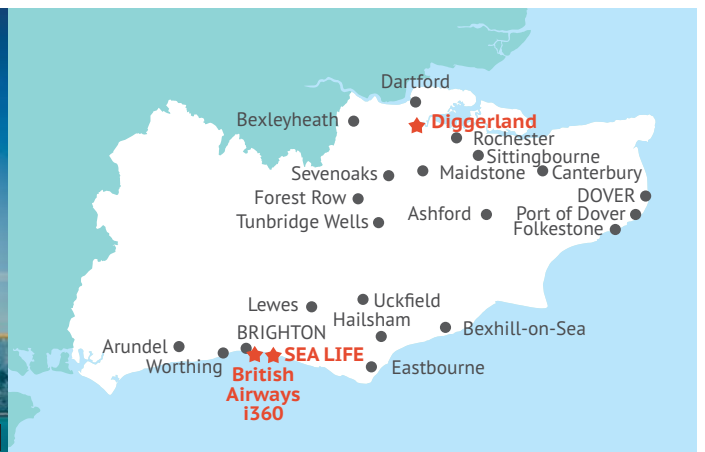 Dartford
Bexleyheath
Diggerland
Rochester
Sittingbourne
Sevenoaks
Maidstone
Canterbury
Forest Row
DOVER
Tunbridge Wells
Ashford
Port of Dover
Folkestone
Lewes
Uckfield
Hailsham
BRIGHTON
Bexhill-on-Sea
Arundel
SEA LIFE
Worthing
Eastbourne
British
Airways
i360